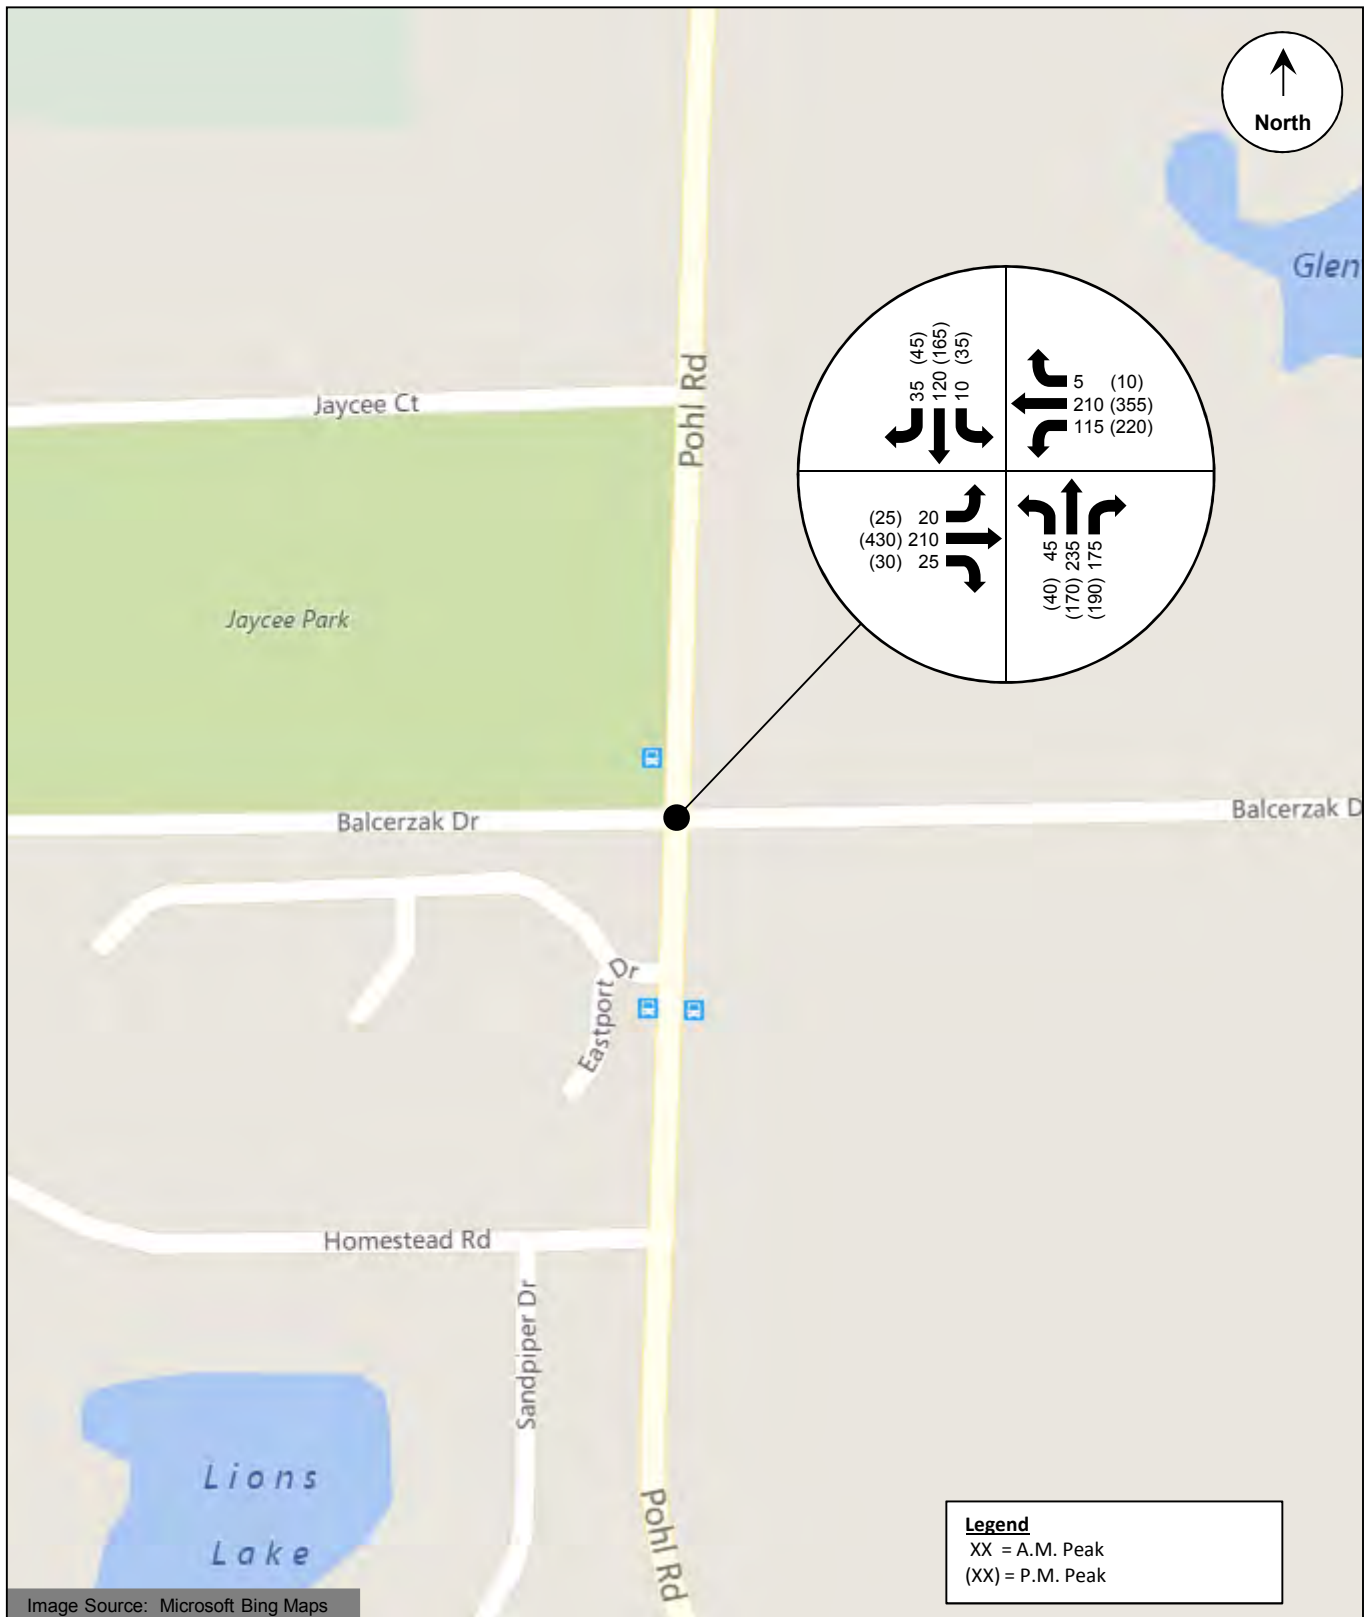 North
Glen
Jaycee Ct
Pohl Rd
35 (45)
120 (165)
10 (35)
5 (10)
210 (355)
115 (220)
(25) 20
(430) 210
(30) 25
(40) 45
(170) 235
(190) 175
Jaycee Park
Balcerzak Dr
Balcerzak D
Eastport Dr
Homestead Rd
Sandpiper Dr
Lions
Lake
Pohl Rd
Legend
XX = A.M. Peak
(XX) = P.M. Peak
Image Source: Microsoft Bing Maps